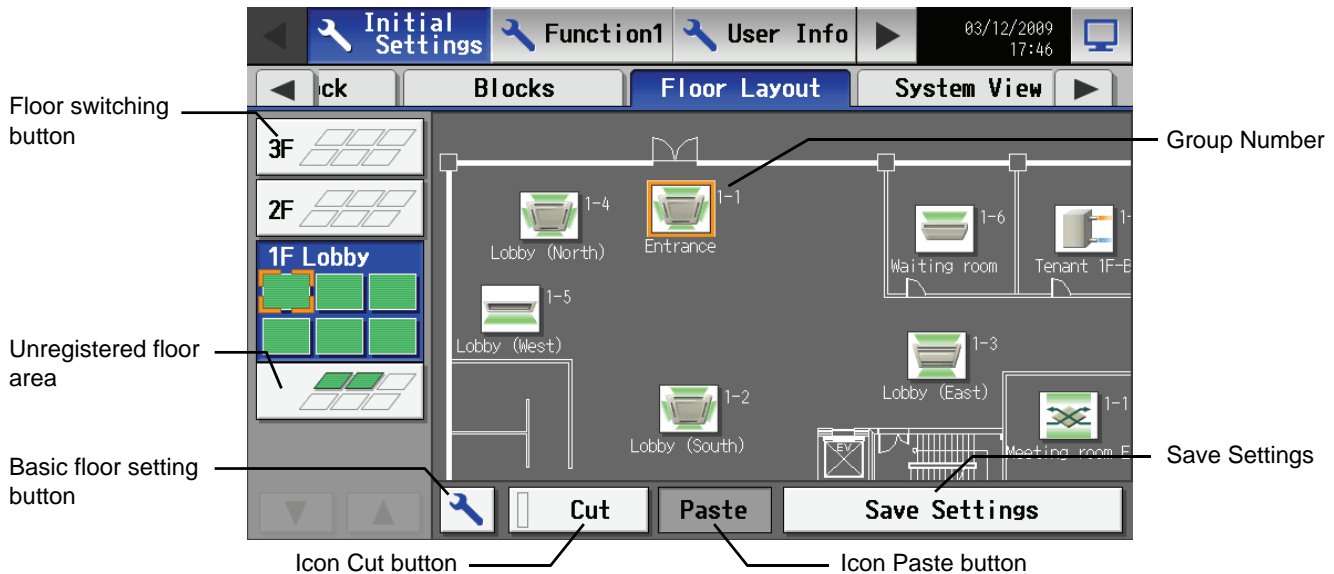 Initial
Settings
Function1
User Info
03/12/2009
17:46
ck
Blocks
Floor Layout
System View
Floor switching
button
3F
2F
1F Lobby
Unregistered floor
area
Basic floor setting
button
Group Number
1-4
Lobby (North)
1-1
Entrance
1-6
Waiting room
1-
Tenant 1F-B
1-5
Lobby (West)
1-3
Lobby (East)
1-2
Lobby (South)
EV
1-1
Meeting room E
Save Settings
Cut
Paste
Save Settings
Icon Cut button
Icon Paste button